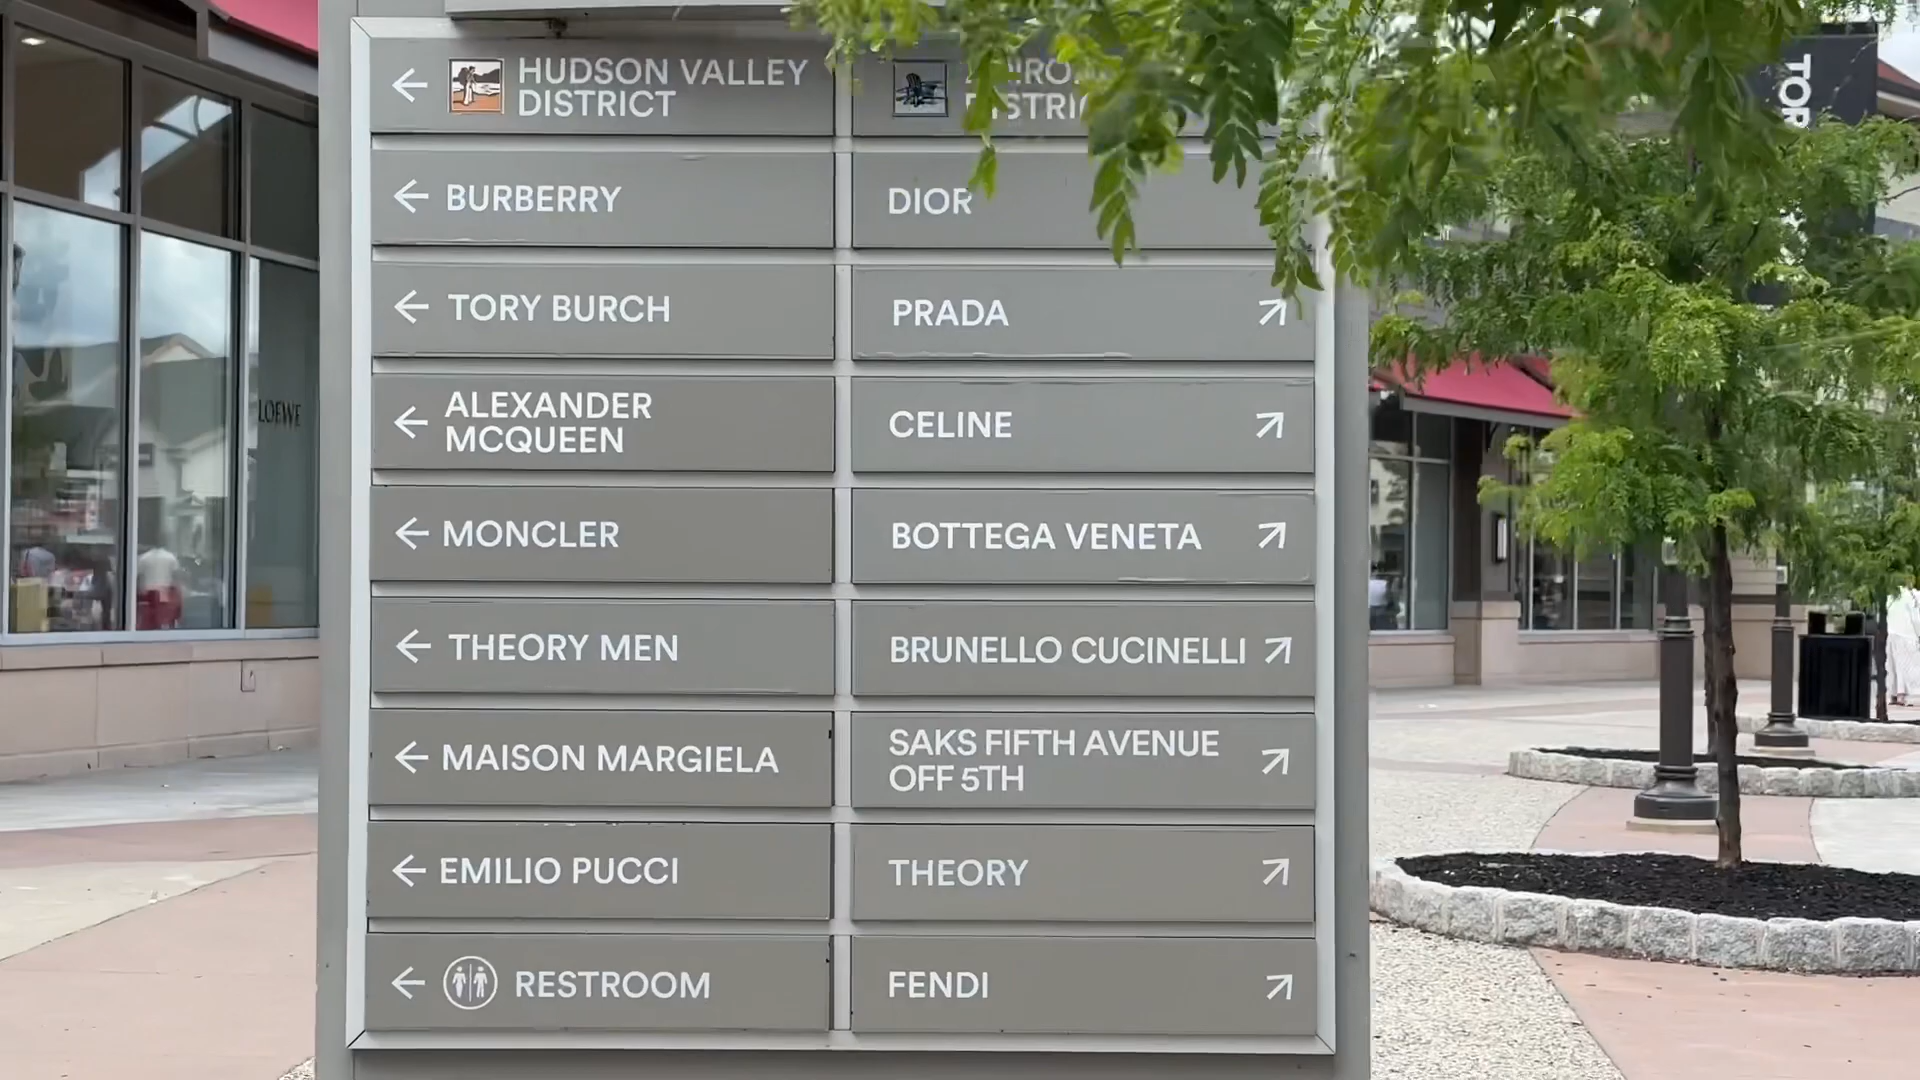 HUDSON VALLEY
DISTRICT
BURBERRY
TORY BURCH
ALEXANDER
MCQUEEN
MONCLER
THEORY MEN
MAISON MARGIELA
EMILIO PUCCI
RESTROOM
DIOR
PRADA
CELINE
BOTTEGA VENETA
BRUNELLO CUCINELLI
SAKS FIFTH AVENUE
OFF 5TH
THEORY
FENDI
LOEWE